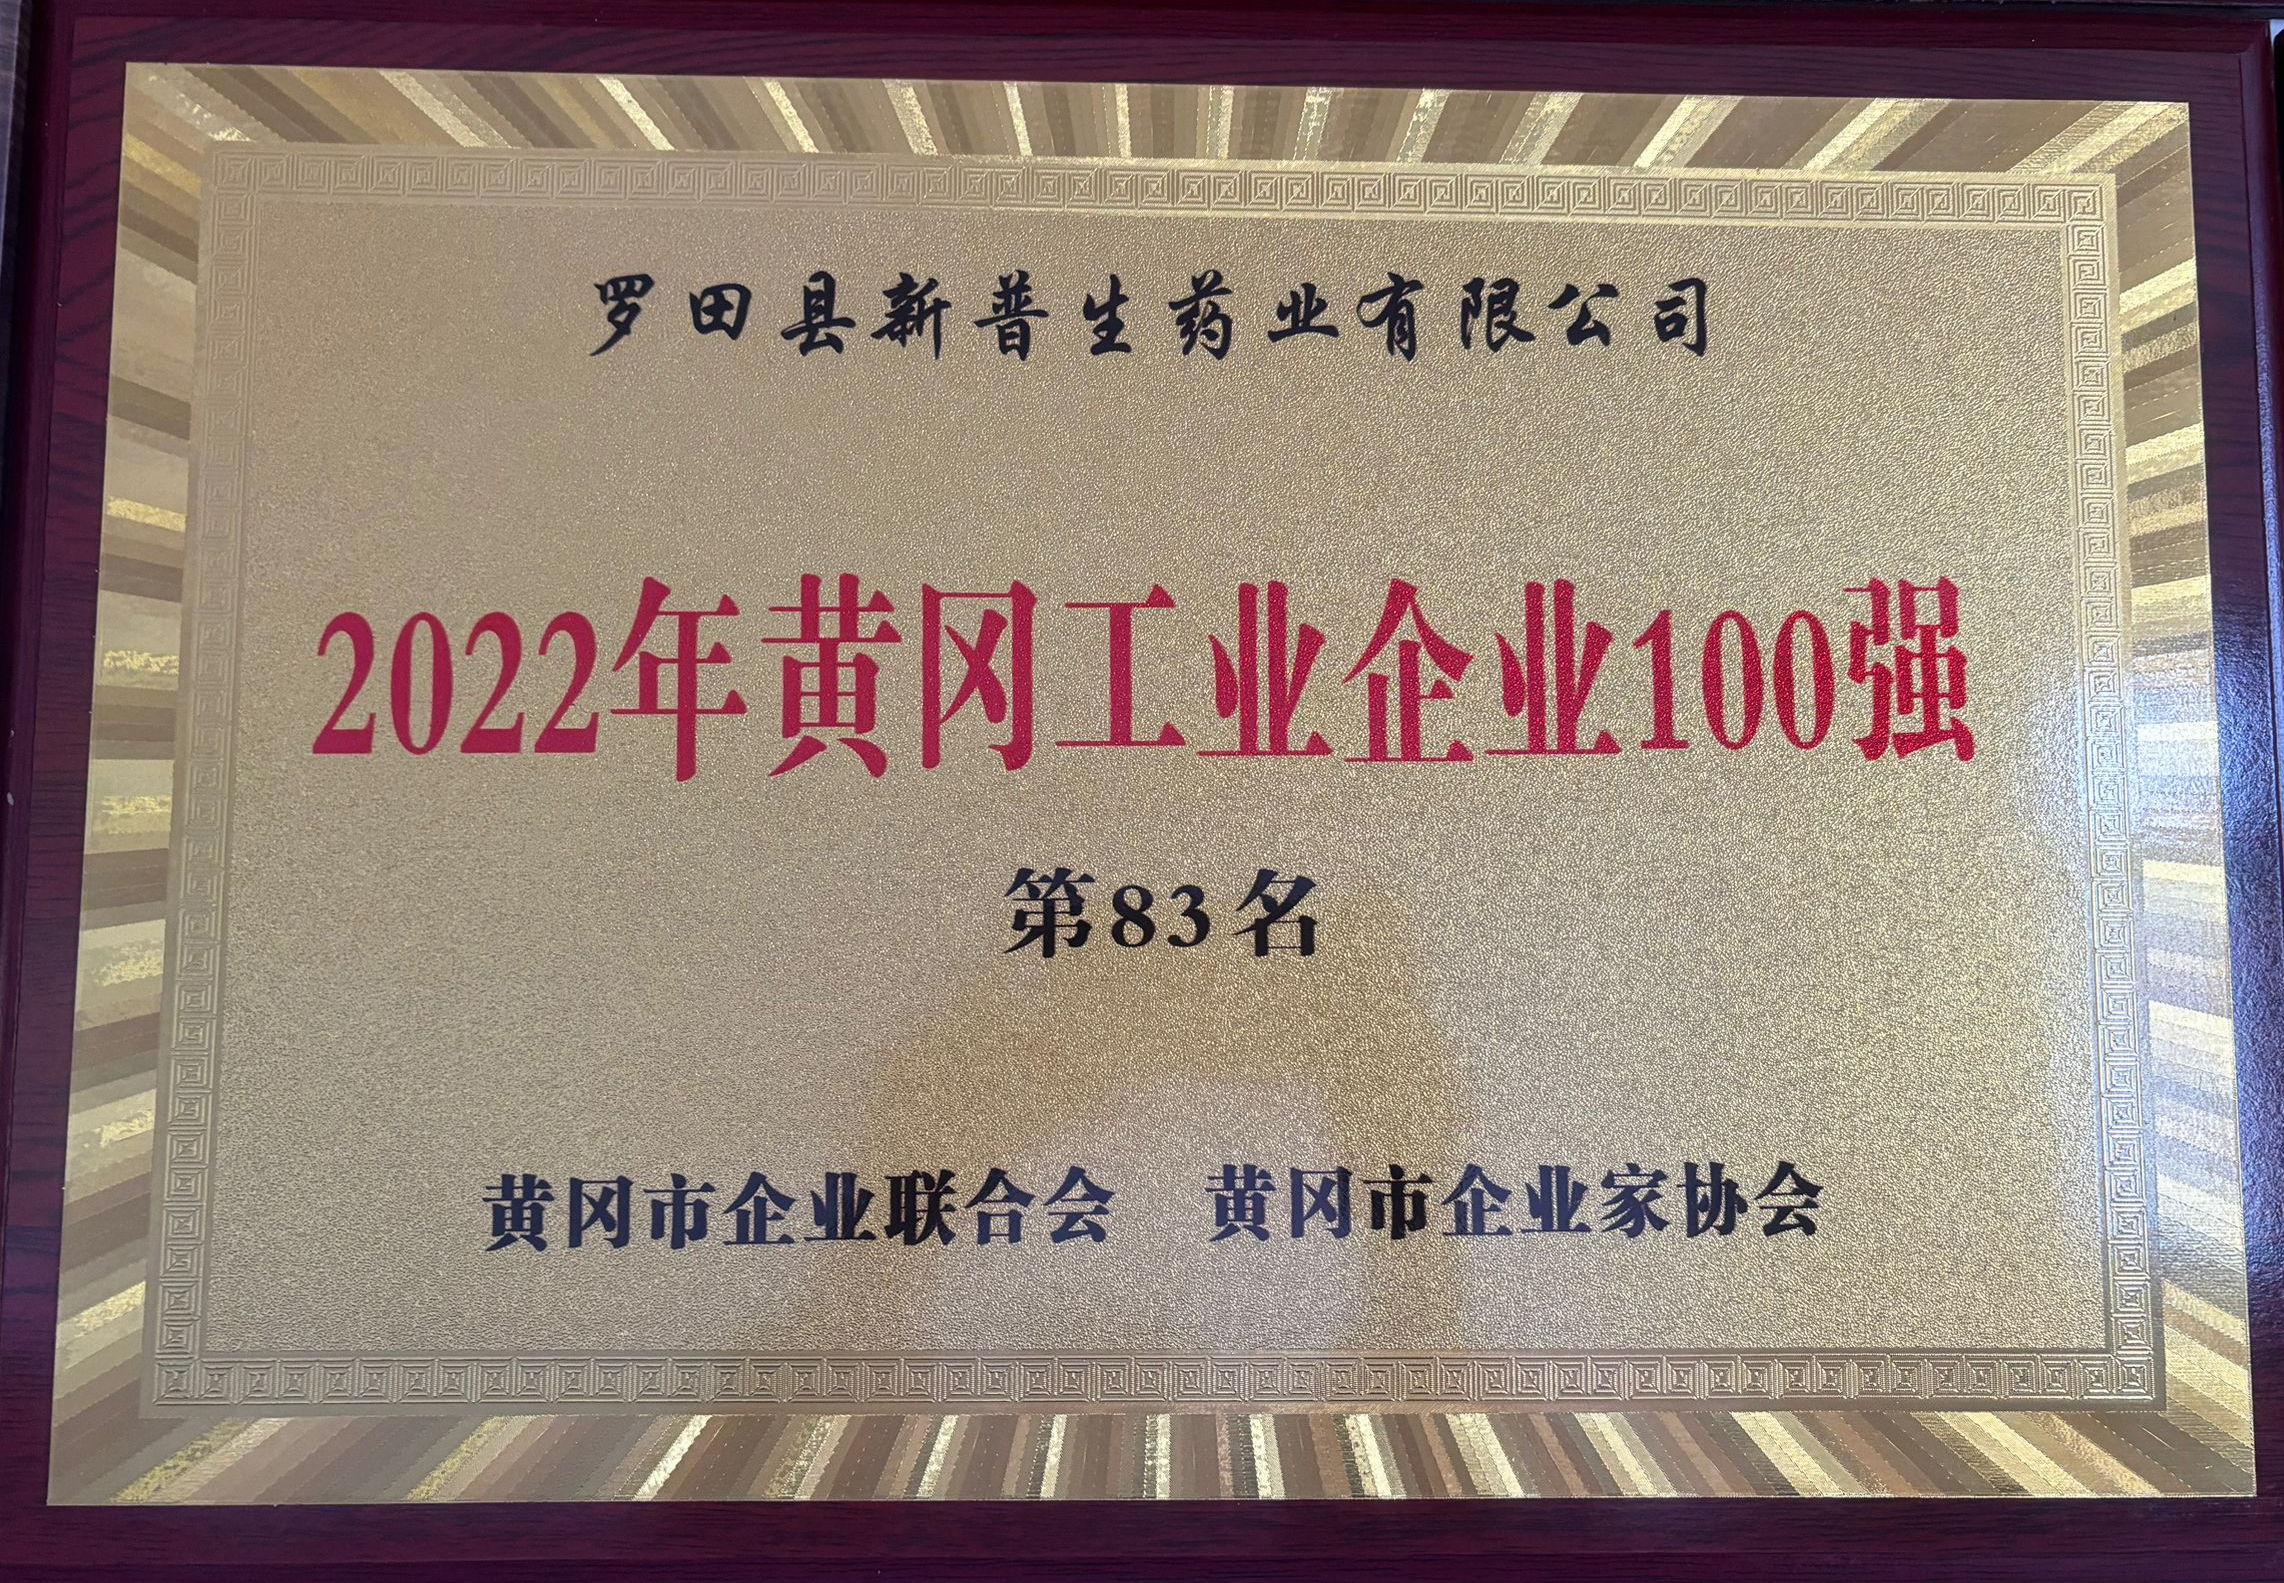 罗田县新普生药业有限公司
2022年黄冈工业企业100强
第83名
黄冈市企业联合会 黄冈市企业家协会